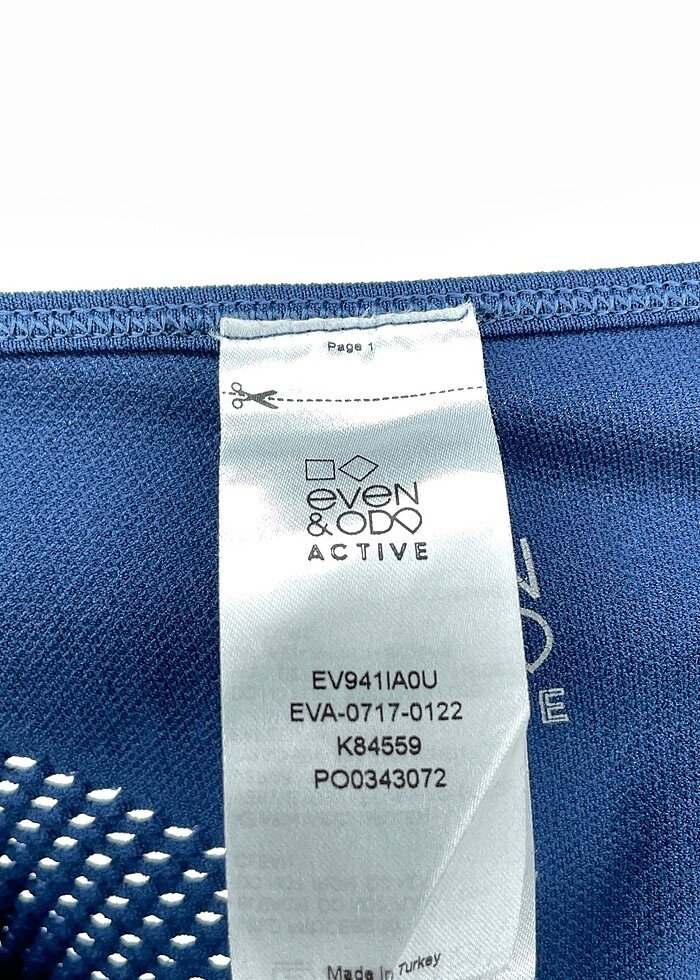 Page 1
eveN
&ODD
ACTIVE
EV941IA0U
EVA-0717-0122
K84559
PO0343072
E
Made in Turkey